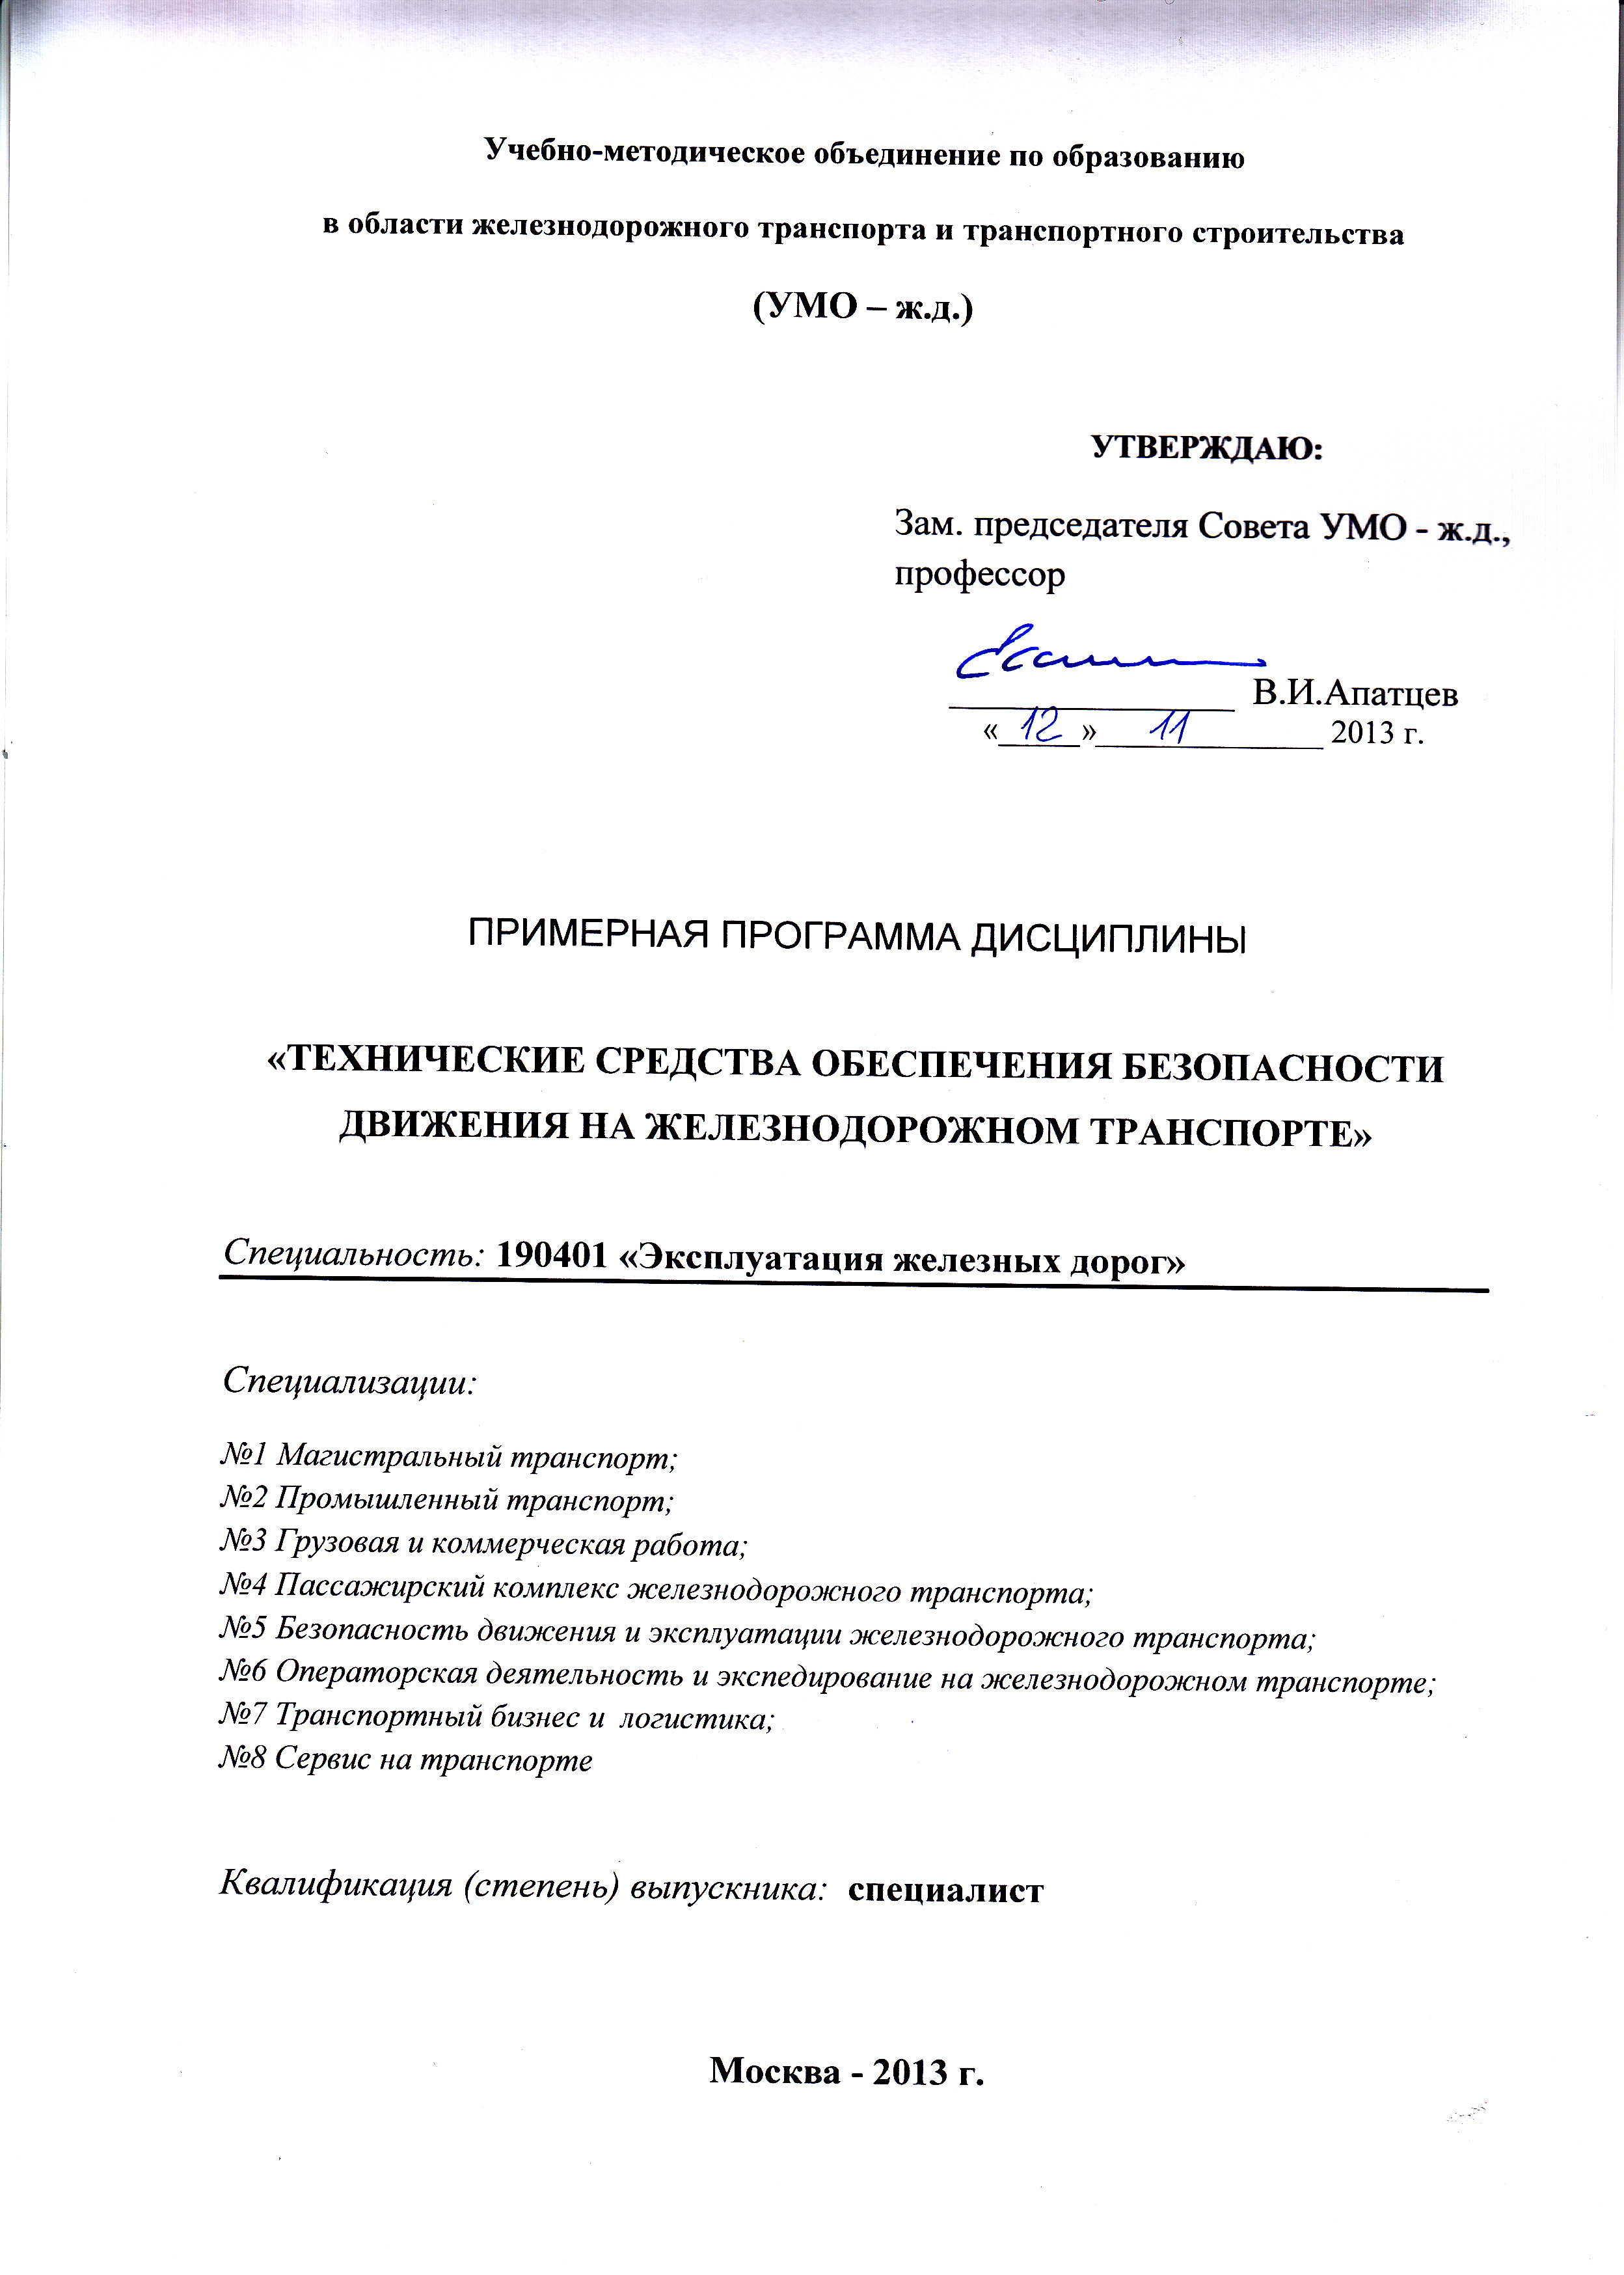 Учебно-методическое объединение по образованию
в области железнодорожного транспорта и транспортного строительства
(УМО – ж.д.)
УТВЕРЖДАЮ:
Зам. председателя Совета УМО - ж.д.,
профессор
В.И.Апатцев
«12» 11 2013 г.
ПРИМЕРНАЯ ПРОГРАММА ДИСЦИПЛИНЫ
«ТЕХНИЧЕСКИЕ СРЕДСТВА ОБЕСПЕЧЕНИЯ БЕЗОПАСНОСТИ
ДВИЖЕНИЯ НА ЖЕЛЕЗНОДОРОЖНОМ ТРАНСПОРТЕ»
Специальность: 190401 «Эксплуатация железных дорог»
Специализации:
№1 Магистральный транспорт;
№2 Промышленный транспорт;
№3 Грузовая и коммерческая работа;
№4 Пассажирский комплекс железнодорожного транспорта;
№5 Безопасность движения и эксплуатации железнодорожного транспорта;
№6 Операторская деятельность и экспедирование на железнодорожном транспорте;
№7 Транспортный бизнес и логистика;
№8 Сервис на транспорте
Квалификация (степень) выпускника: специалист
Москва - 2013 г.